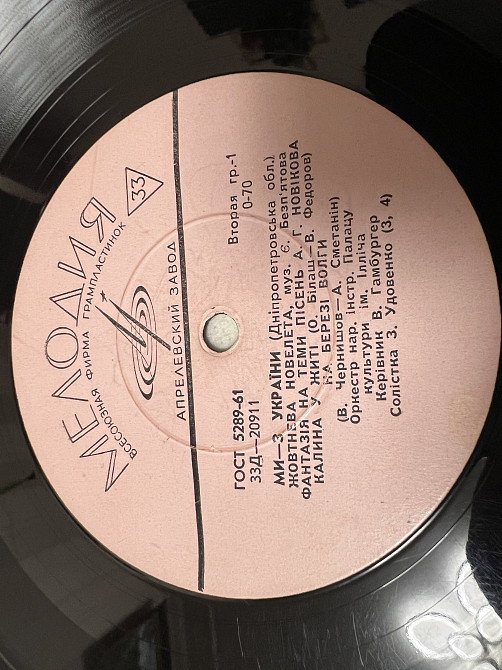 МЕЛОДИЯ
ВСЕСОЮЗНАЯ ФИРМА ГРАМПЛАСТИНОК
33
АПРЕЛЕВСКИЙ ЗАВОД
ГОСТ 5289-61 Вторая гр.-1
33Д—20911 0-70
МИ—З УКРАЇНИ (Дніпропетровська обл.)
ЖОВТНЕВА НОВЕЛЕТА, муз. Є. Безп'ятова
ФАНТАЗІЯ НА ТЕМИ ПІСЕНЬ А. Г. НОВІКОВА
КАЛИНА У ЖИТІ (О. Білаш—В. Федоров)
НА БЕРЕЗІ ВОЛГИ
(В. Чернишов—А. Сметанін)
Оркестр нар. інстр. Палацу
культури ім. Ілліча
Керівник В. Гамбургер
Солістка З. Удовенко (3, 4)